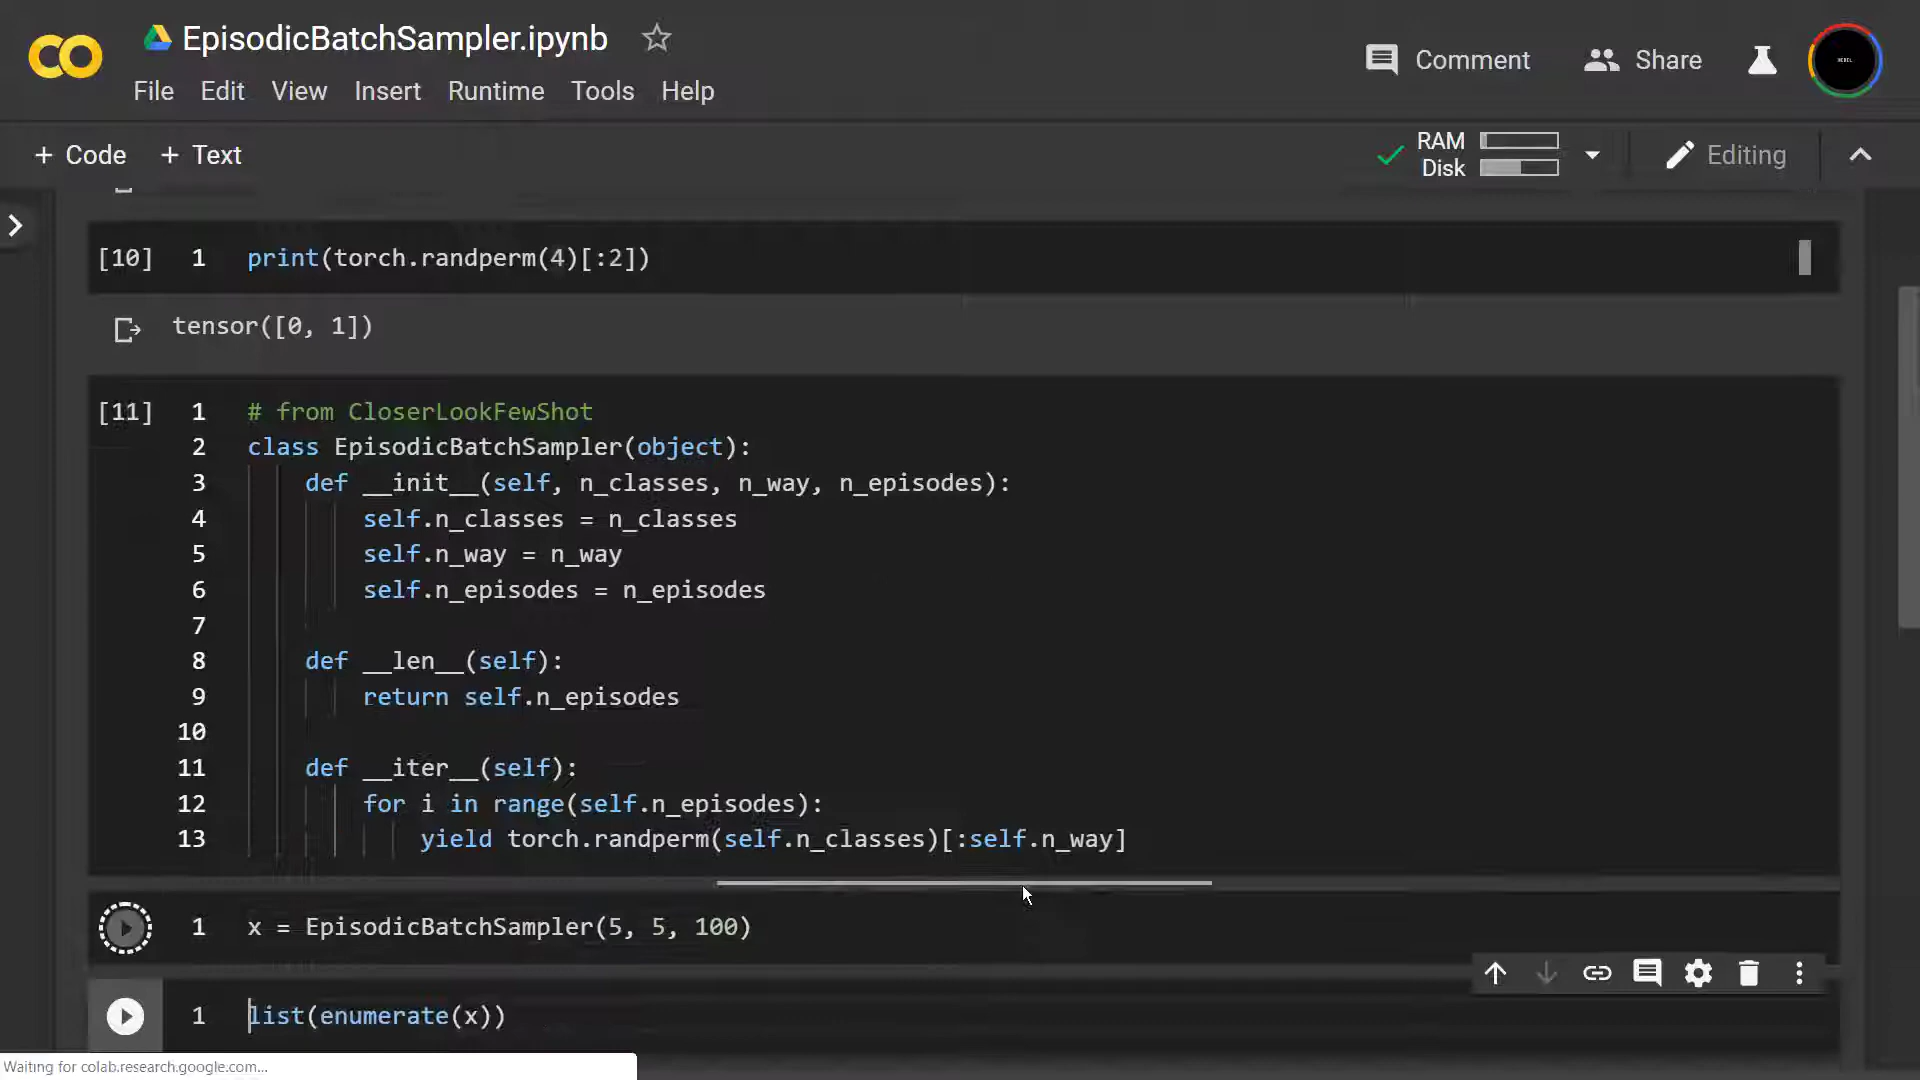 EpisodicBatchSampler.ipynb
File Edit View Insert Runtime Tools Help
Comment Share
+ Code + Text
RAM
Disk
Editing
[10] 1 print(torch.randperm(4)[:2])
tensor([0, 1])
[11] 1 # from CloserLookFewShot
2 class EpisodicBatchSampler(object):
3 def __init__(self, n_classes, n_way, n_episodes):
4 self.n_classes = n_classes
5 self.n_way = n_way
6 self.n_episodes = n_episodes
7
8 def __len__(self):
9 return self.n_episodes
10
11 def __iter__(self):
12 for i in range(self.n_episodes):
13 yield torch.randperm(self.n_classes)[:self.n_way]
1 x = EpisodicBatchSampler(5, 5, 100)
1 list(enumerate(x))
Waiting for colab.research.google.com...